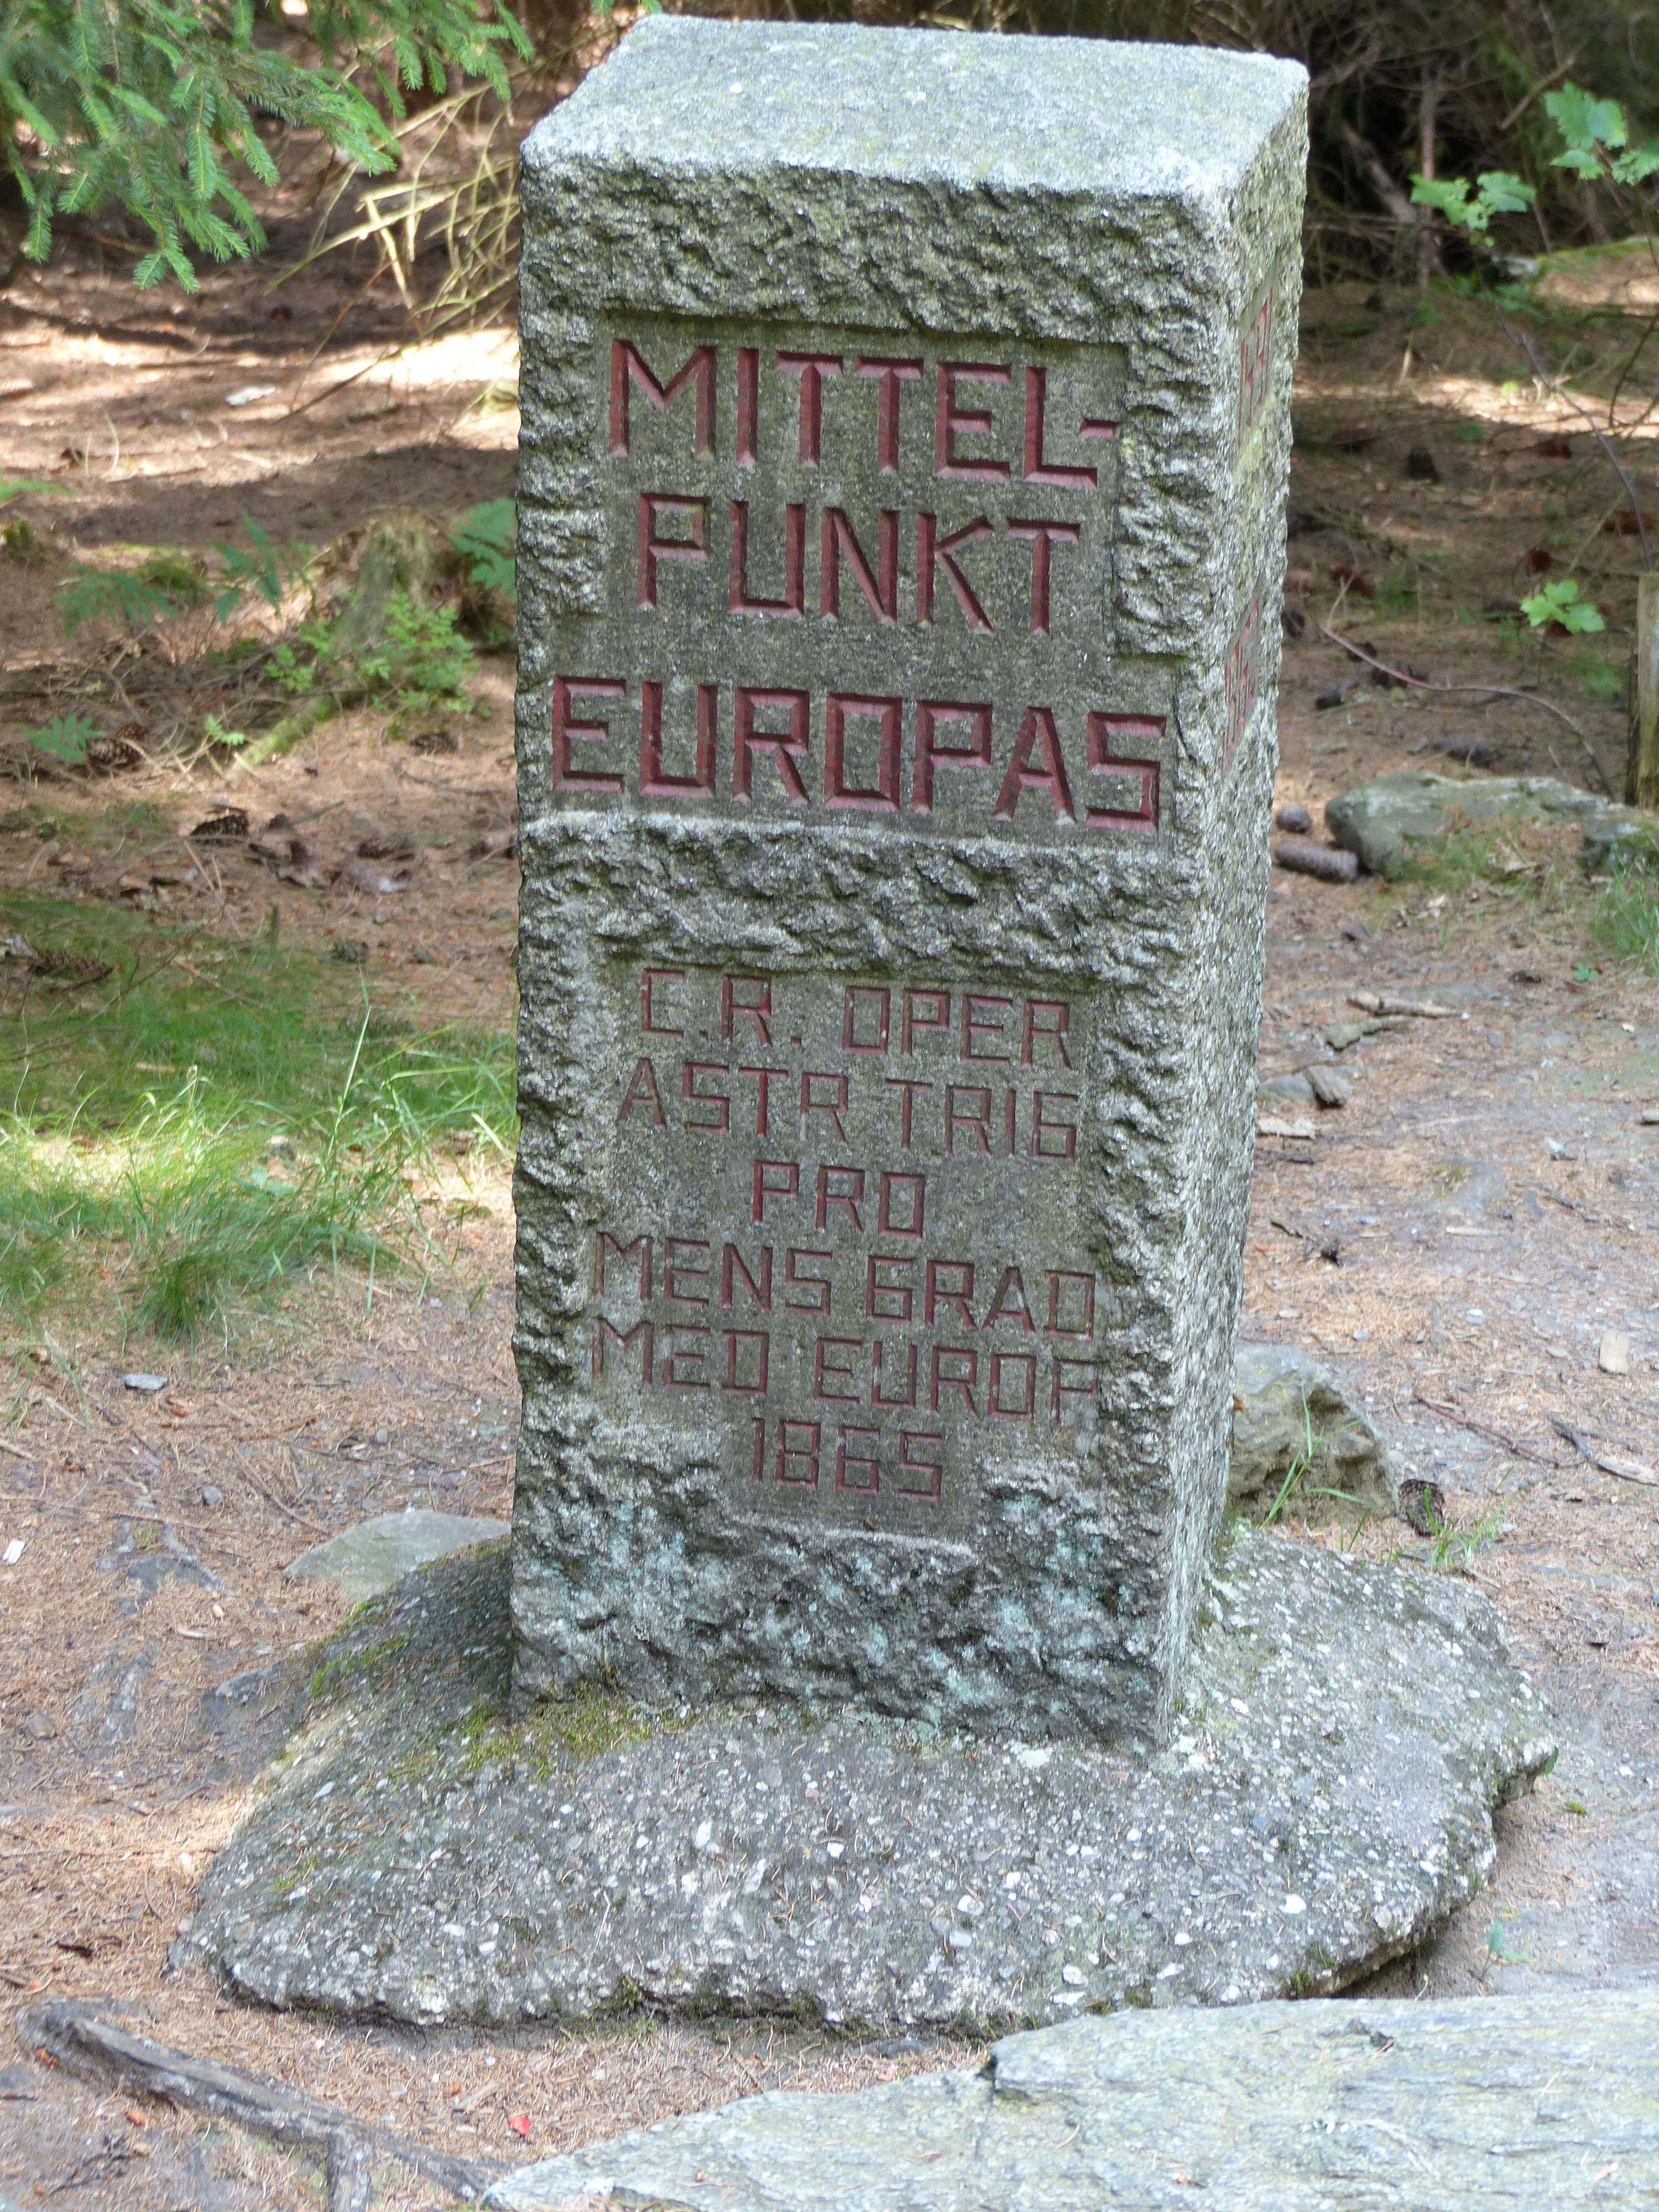 MITTEL-
PUNKT
EUROPAS
C.R. OPER
ASTR TRIG
PRO
MENS GRAD
MED EUROP
1865